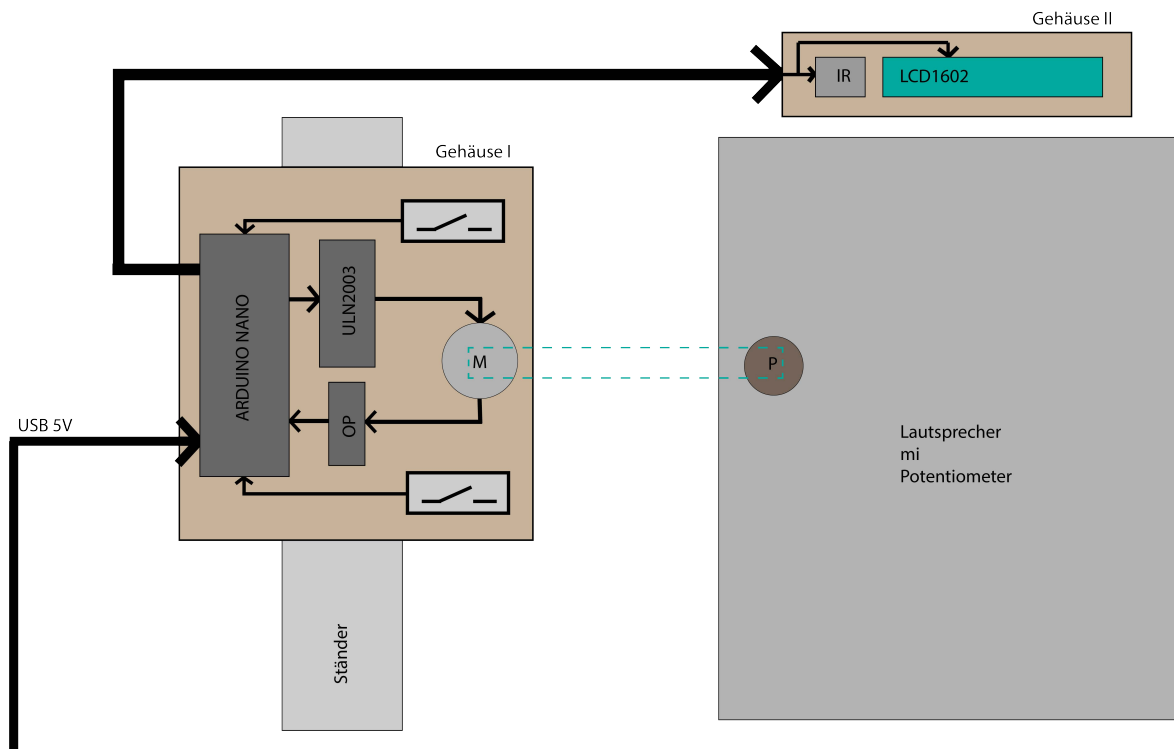 Gehäuse II
IR
LCD1602
Gehäuse I
ARDUINO NANO
ULN2003
M
OP
P
USB 5V
Lautsprecher
mi
Potentiometer
Ständer